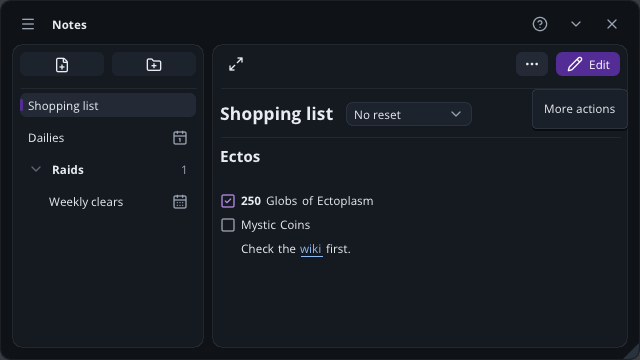 Notes
Edit
More actions
Shopping list
Dailies
Raids 1
Weekly clears
Shopping list No reset
Ectos
250 Globs of Ectoplasm
Mystic Coins
Check the wiki first.